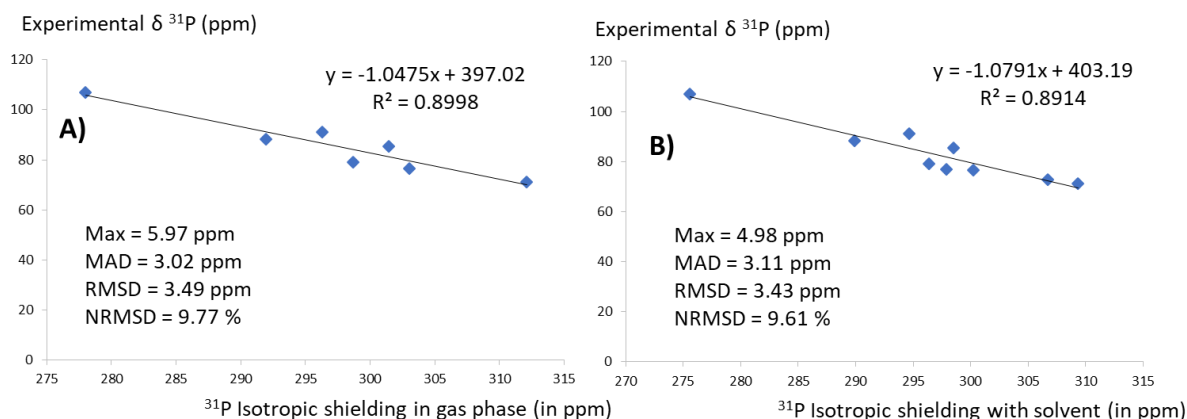 Experimental δ ³¹P (ppm)
120
100
80
60
40
20
0
A)
y = -1.0475x + 397.02
R² = 0.8998
Max = 5.97 ppm
MAD = 3.02 ppm
RMSD = 3.49 ppm
NRMSD = 9.77 %
275 280 285 290 295 300 305 310 315
³¹P Isotropic shielding in gas phase (in ppm)
Experimental δ ³¹P (ppm)
120
100
80
60
40
20
0
B)
y = -1.0791x + 403.19
R² = 0.8914
Max = 4.98 ppm
MAD = 3.11 ppm
RMSD = 3.43 ppm
NRMSD = 9.61 %
270 275 280 285 290 295 300 305 310 315
³¹P Isotropic shielding with solvent (in ppm)